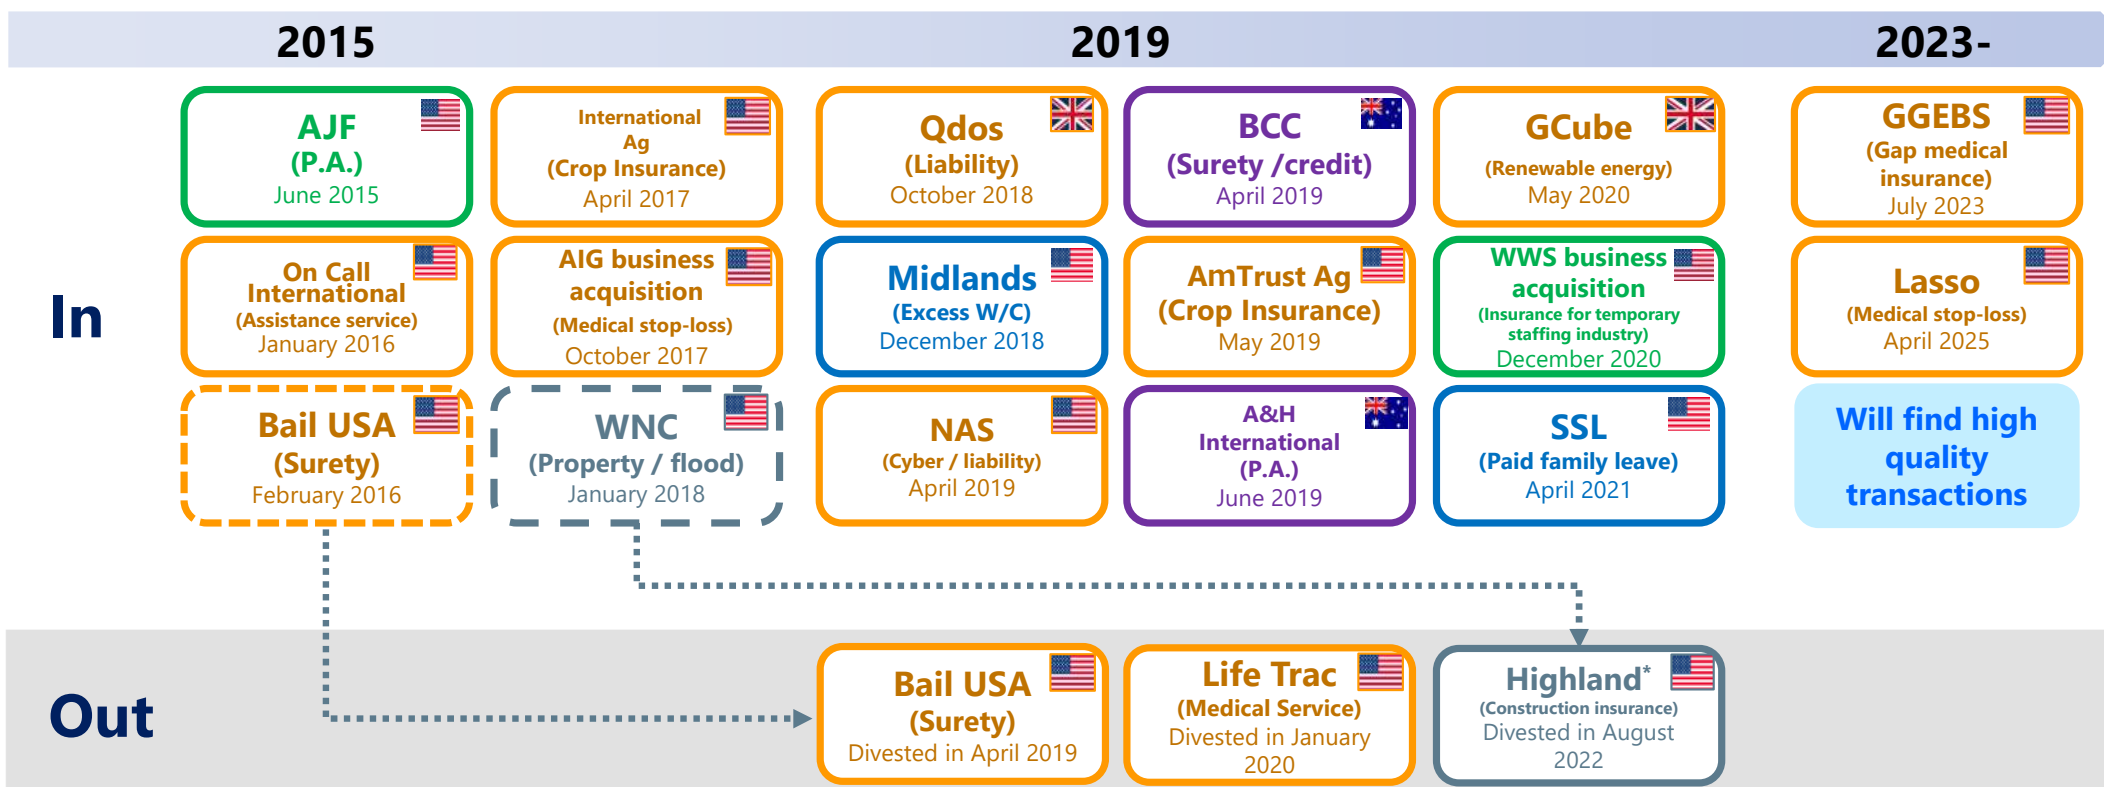 2015
2019
2023-
In
AJF
(P.A.)
June 2015
On Call
International
(Assistance service)
January 2016
Bail USA
(Surety)
February 2016
International
Ag
(Crop Insurance)
April 2017
AIG business
acquisition
(Medical stop-loss)
October 2017
WNC
(Property / flood)
January 2018
Qdos
(Liability)
October 2018
Midlands
(Excess W/C)
December 2018
NAS
(Cyber / liability)
April 2019
BCC
(Surety /credit)
April 2019
AmTrust Ag
(Crop Insurance)
May 2019
A&H
International
(P.A.)
June 2019
GCube
(Renewable energy)
May 2020
WWS business
acquisition
(Insurance for temporary
staffing industry)
December 2020
SSL
(Paid family leave)
April 2021
GGEBS
(Gap medical
insurance)
July 2023
Lasso
(Medical stop-loss)
April 2025
Will find high
quality
transactions
Out
Bail USA
(Surety)
Divested in April 2019
Life Trac
(Medical Service)
Divested in January
2020
Highland*
(Construction insurance)
Divested in August
2022